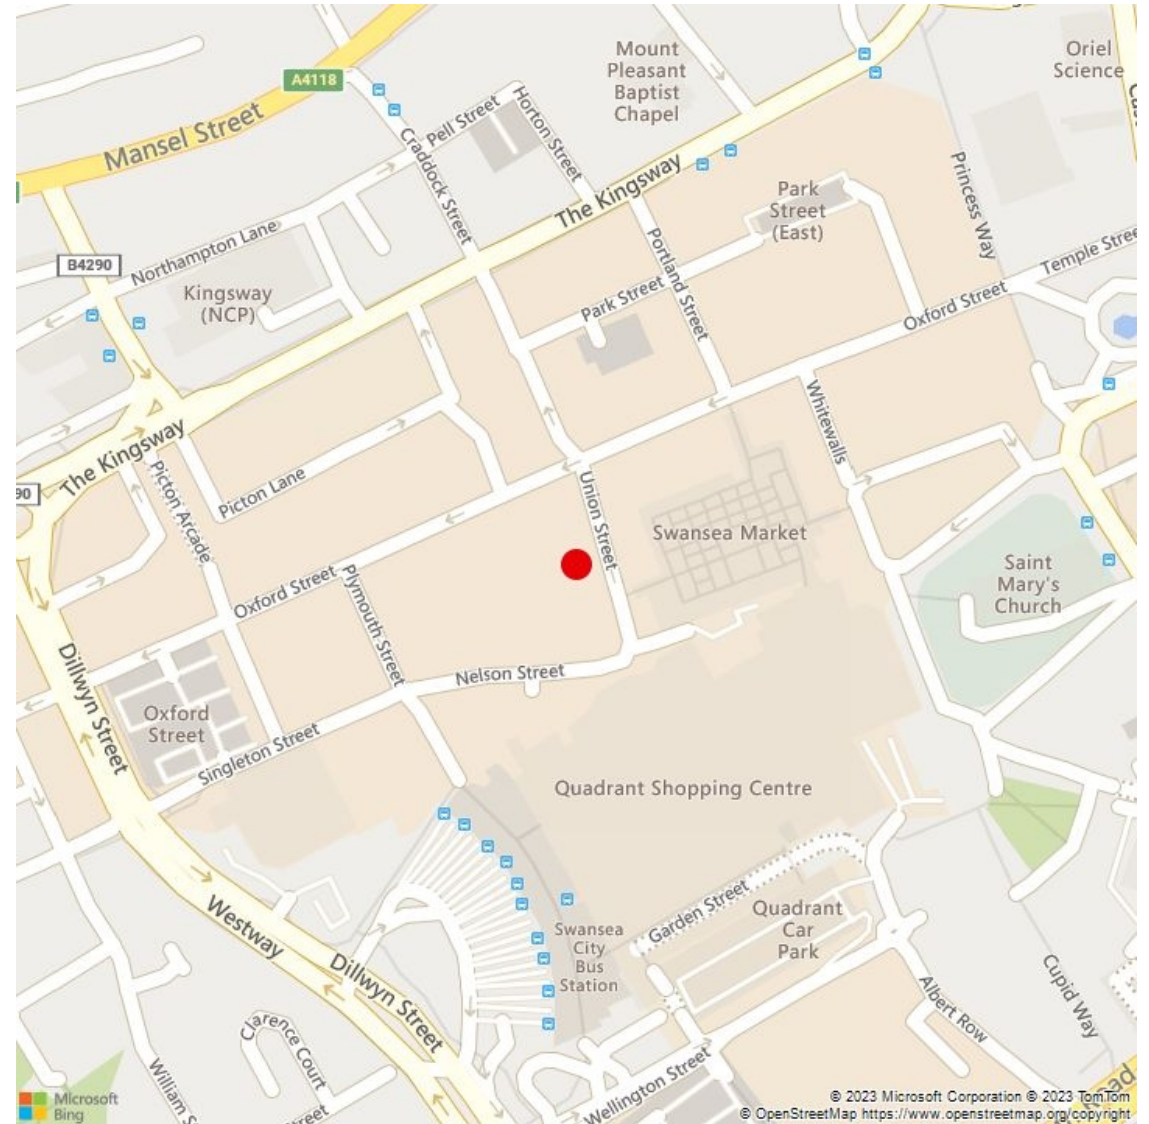 Mount
Pleasant
Baptist
Chapel
Oriel
Science
A4118
Mansel Street
Pell Street
Horton Street
Craddock Street
The Kingsway
Park
Street
(East)
Princess Way
Temple Stree
B4290
Northampton Lane
Kingsway
(NCP)
Portland Street
Park Street
Oxford Street
Whitewalls
The Kingsway
90
Picton Arcade
Picton Lane
Union Street
Swansea Market
Saint
Mary's
Church
Oxford Street
Plymouth Street
Nelson Street
Dillwyn Street
Oxford
Street
Singleton Street
Quadrant Shopping Centre
Garden Street
Quadrant
Car
Park
Swansea
City
Bus
Station
Westway
Dillwyn Street
Albert Row
Cupid Way
Clarence Court
William S
Street
Wellington Street
Road
Microsoft
Bing
© 2023 Microsoft Corporation © 2023 TomTom
© OpenStreetMap https://www.openstreetmap.org/copyright